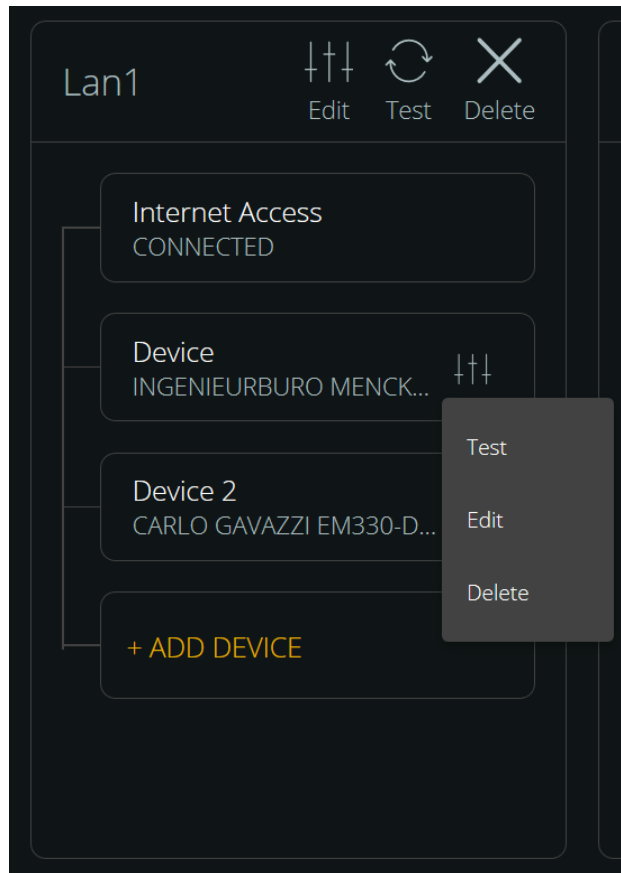 Lan1
Edit Test Delete
Internet Access
CONNECTED
Device
INGENIEURBURO MENCK...
Test
Device 2
CARLO GAVAZZI EM330-D...
Edit
Delete
+ ADD DEVICE